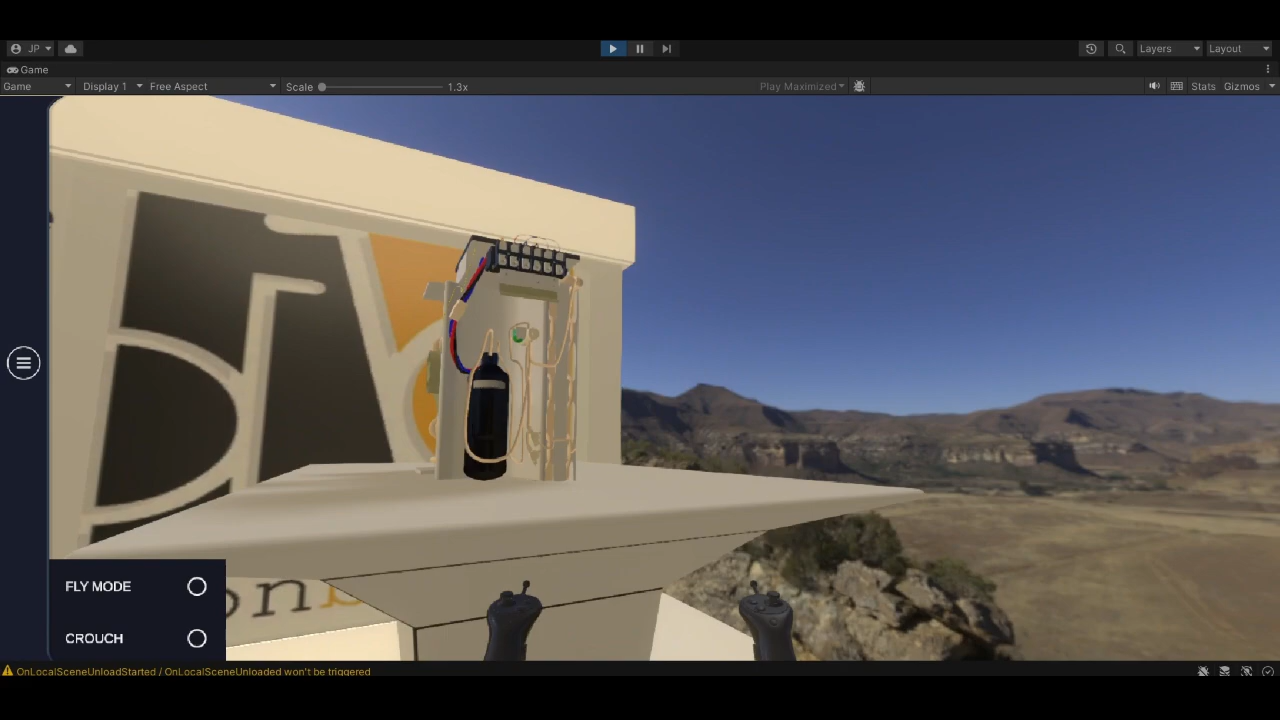 JP
Layers
Layout
Game
Game
Display 1
Free Aspect
Scale
1.3x
Play Maximized
Stats
Gizmos
FLY MODE
CROUCH
OnLocalSceneUnloadStarted / OnLocalSceneUnloaded won't be triggered